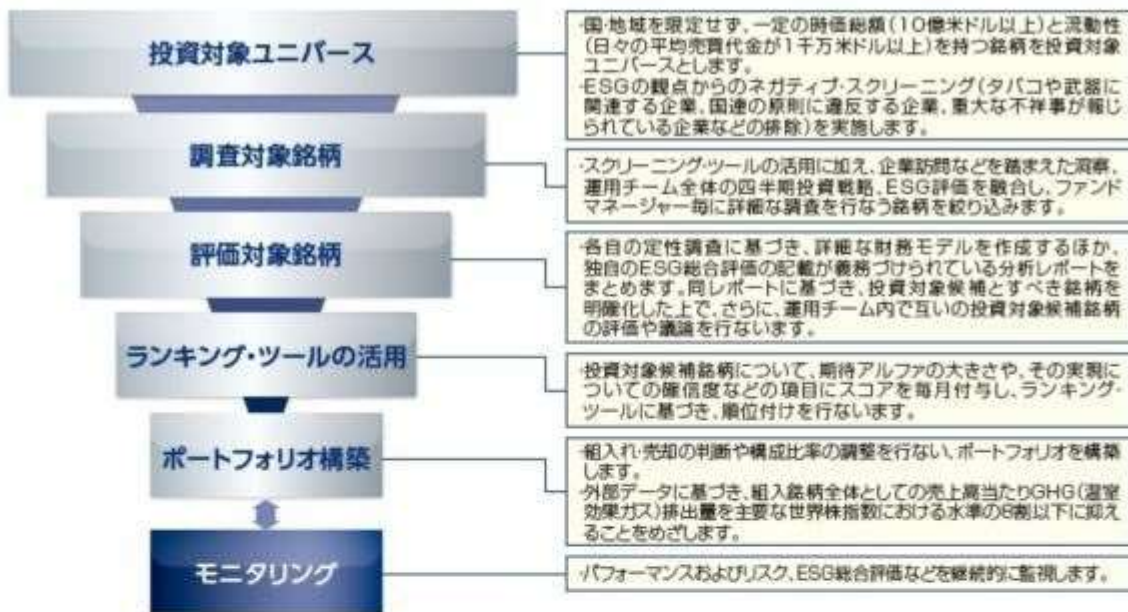 投資対象ユニバース
・国・地域を限定せず、一定の時価総額(10億米ドル以上)と流動性
(日々の平均売買代金が1千万米ドル以上)を持つ銘柄を投資対象
ユニバースとします。
・ESGの観点からのネガティブ・スクリーニング(タバコや武器に
関連する企業、国連の原則に違反する企業、重大な不祥事が報じ
られている企業などの排除)を実施します。
調査対象銘柄
・スクリーニング・ツールの活用に加え、企業訪問などを踏まえた洞察、
運用チーム全体の四半期投資戦略、ESG評価を融合し、ファンド
マネージャー毎に詳細な調査を行なう銘柄を絞り込みます。
評価対象銘柄
・各自の定性調査に基づき、詳細な財務モデルを作成するほか、
独自のESG総合評価の記載が義務づけられている分析レポートを
まとめます。同レポートに基づき、投資対象候補とすべき銘柄を
明確化した上で、さらに、運用チーム内で互いの投資対象候補銘柄
の評価や議論を行ないます。
ランキング・ツールの活用
・投資対象候補銘柄について、期待アルファの大きさや、その実現に
ついての確信度などの項目にスコアを毎月付与し、ランキング・
ツールに基づき、順位付けを行ないます。
ポートフォリオ構築
・組入れ・売却の判断や構成比率の調整を行ない、ポートフォリオを構築
します。
・外部データに基づき、組入銘柄全体としての売上高当たりGHG(温室
効果ガス)排出量を主要な世界株指数における水準の8割以下に抑え
ることをめざします。
モニタリング
・パフォーマンスおよびリスク、ESG総合評価などを継続的に監視します。